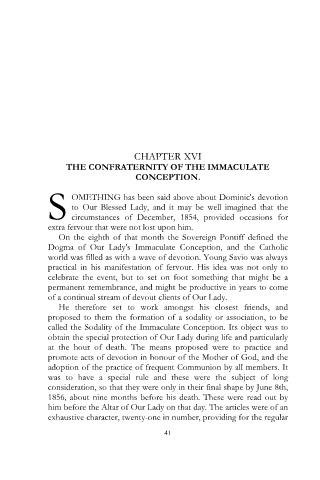 CHAPTER XVI
THE CONFRATERNITY OF THE IMMACULATE
CONCEPTION.
SOMETHING has been said above about Dominic's devotion
to Our Blessed Lady, and it may be well imagined that the
circumstances of December, 1854, provided occasions for
extra fervour that were not lost upon him.
On the eighth of that month the Sovereign Pontiff defined the
Dogma of Our Lady's Immaculate Conception, and the Catholic
world was filled as with a wave of devotion. Young Savio was always
practical in his manifestation of fervour. His idea was not only to
celebrate the event, but to set on foot something that might be a
permanent remembrance, and might be productive in years to come
of a continual stream of devout clients of Our Lady.
He therefore set to work amongst his closest friends, and
proposed to them the formation of a sodality or association, to be
called the Sodality of the Immaculate Conception. Its object was to
obtain the special protection of Our Lady during life and particularly
at the hour of death. The means proposed were to practice and
promote acts of devotion in honour of the Mother of God, and the
adoption of the practice of frequent Communion by all members. It
was to have a special rule and these were the subject of long
consideration, so that they were only in their final shape by June 8th,
1856, about nine months before his death. These were read out by
him before the Altar of Our Lady on that day. The articles were of an
exhaustive character, twenty-one in number, providing for the regular
41